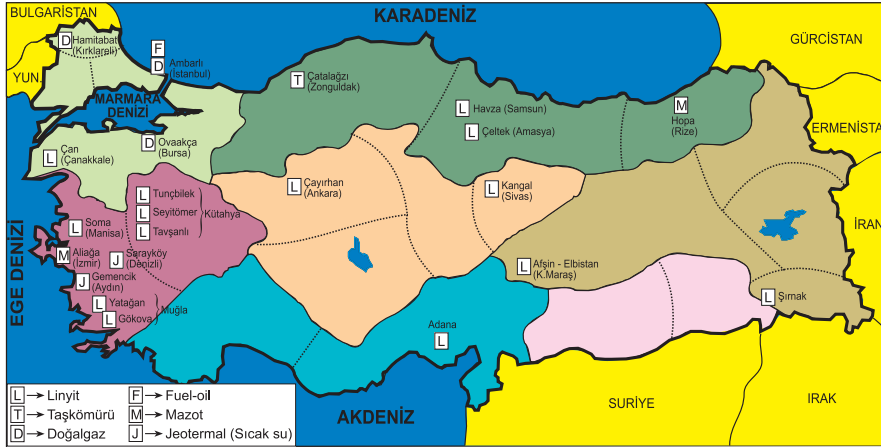 BULGARİSTAN
KARADENİZ
GÜRCİSTAN
YUN.
D Hamitabat
(Kırklareli)
F
D Ambarlı
(İstanbul)
MARMARA
DENİZİ
T Çatalağzı
(Zonguldak)
L Havza (Samsun)
L Çeltek (Amasya)
M
Hopa
(Rize)
ERMENİSTA
L Çan
(Çanakkale)
D Ovaakça
(Bursa)
L Tunçbilek
L Seyitömer
L Tavşanlı
Kütahya
L Çayırhan
(Ankara)
L Kangal
(Sivas)
İRAN
EGE DENİZİ
L Soma
(Manisa)
M Aliağa
(İzmir)
J Sarayköy
(Denizli)
J Gemencik
(Aydın)
L Yatağan
L Gökova
Muğla
L Afşin - Elbistan
(K.Maraş)
L Şırnak
Adana
L
AKDENİZ
SURİYE
IRAK
L → Linyit
T → Taşkömürü
D → Doğalgaz
F → Fuel-oil
M → Mazot
J → Jeotermal (Sıcak su)